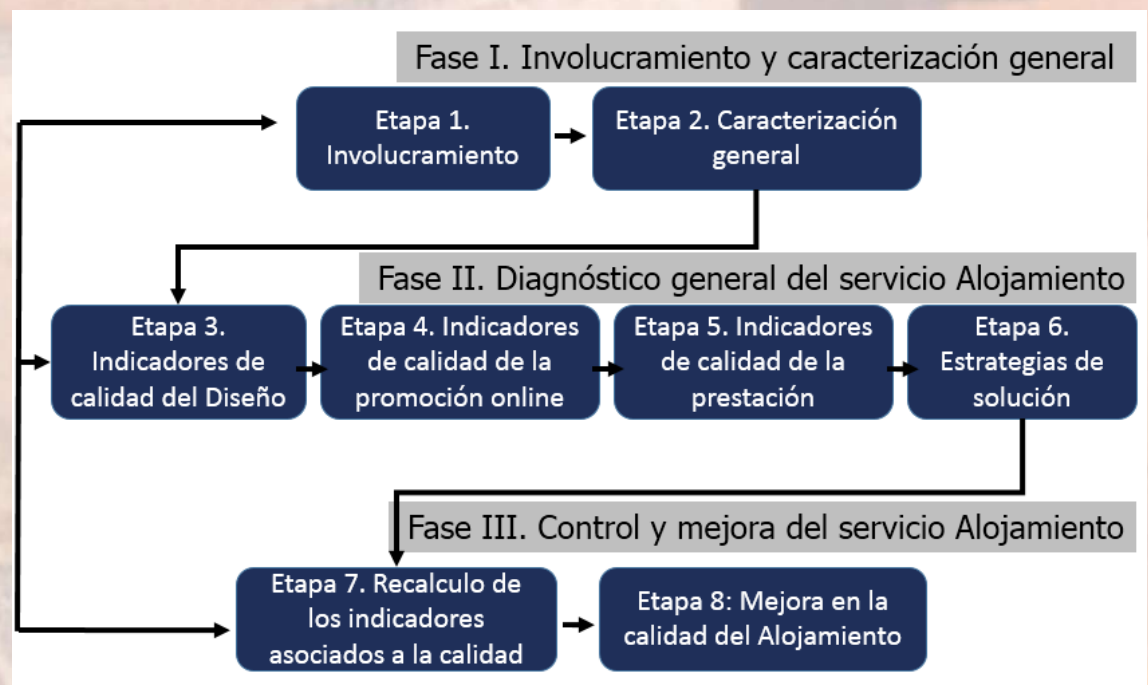 Fase I. Involucramiento y caracterización general
Etapa 1.
Involucramiento
Etapa 2. Caracterización
general
Fase II. Diagnóstico general del servicio Alojamiento
Etapa 3.
Indicadores de
calidad del Diseño
Etapa 4. Indicadores
de calidad de la
promoción online
Etapa 5. Indicadores
de calidad de la
prestación
Etapa 6.
Estrategias de
solución
Fase III. Control y mejora del servicio Alojamiento
Etapa 7. Recalculo de
los indicadores
asociados a la calidad
Etapa 8: Mejora en la
calidad del Alojamiento